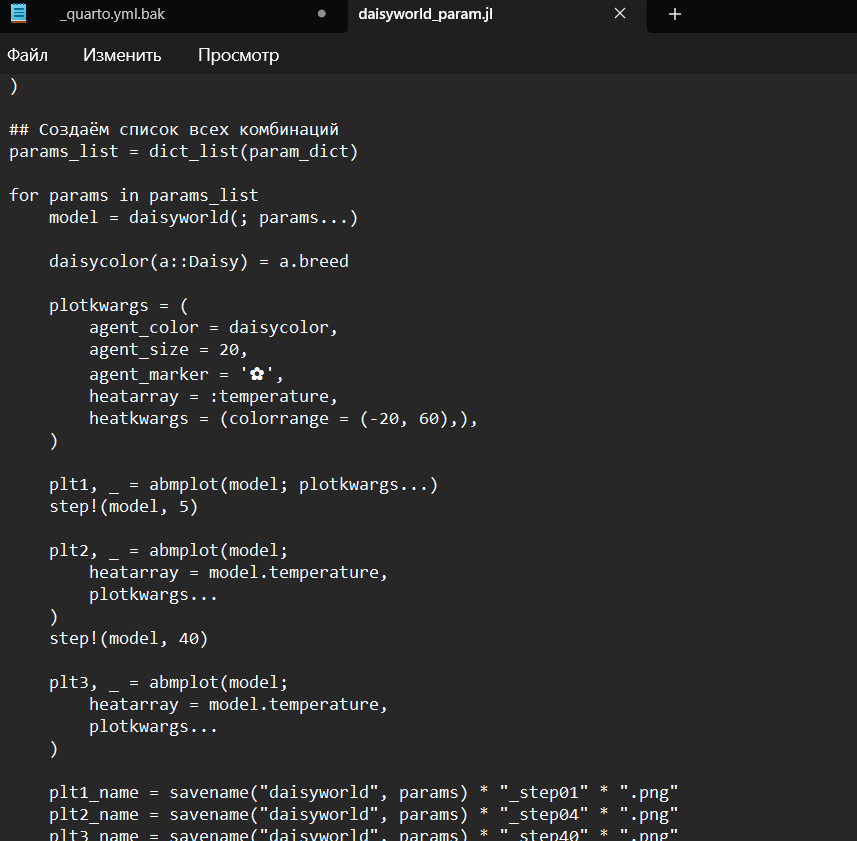 _quarto.yml.bak
daisyworld_param.jl
Файл Изменить Просмотр
)
## Создаём список всех комбинаций
params_list = dict_list(param_dict)
for params in params_list
    model = daisyworld(; params...)
    daisycolor(a::Daisy) = a.breed
    plotkwargs = (
        agent_color = daisycolor,
        agent_size = 20,
        agent_marker = '✿',
        heatarray = :temperature,
        heatkwargs = (colorrange = (-20, 60),),
    )
    plt1, _ = abmplot(model; plotkwargs...)
    step!(model, 5)
    plt2, _ = abmplot(model;
        heatarray = model.temperature,
        plotkwargs...
    )
    step!(model, 40)
    plt3, _ = abmplot(model;
        heatarray = model.temperature,
        plotkwargs...
    )
    plt1_name = savename("daisyworld", params) * "_step01" * ".png"
    plt2_name = savename("daisyworld", params) * "_step04" * ".png"
    plt3_name = savename("daisyworld", params) * "_step40" * ".png"